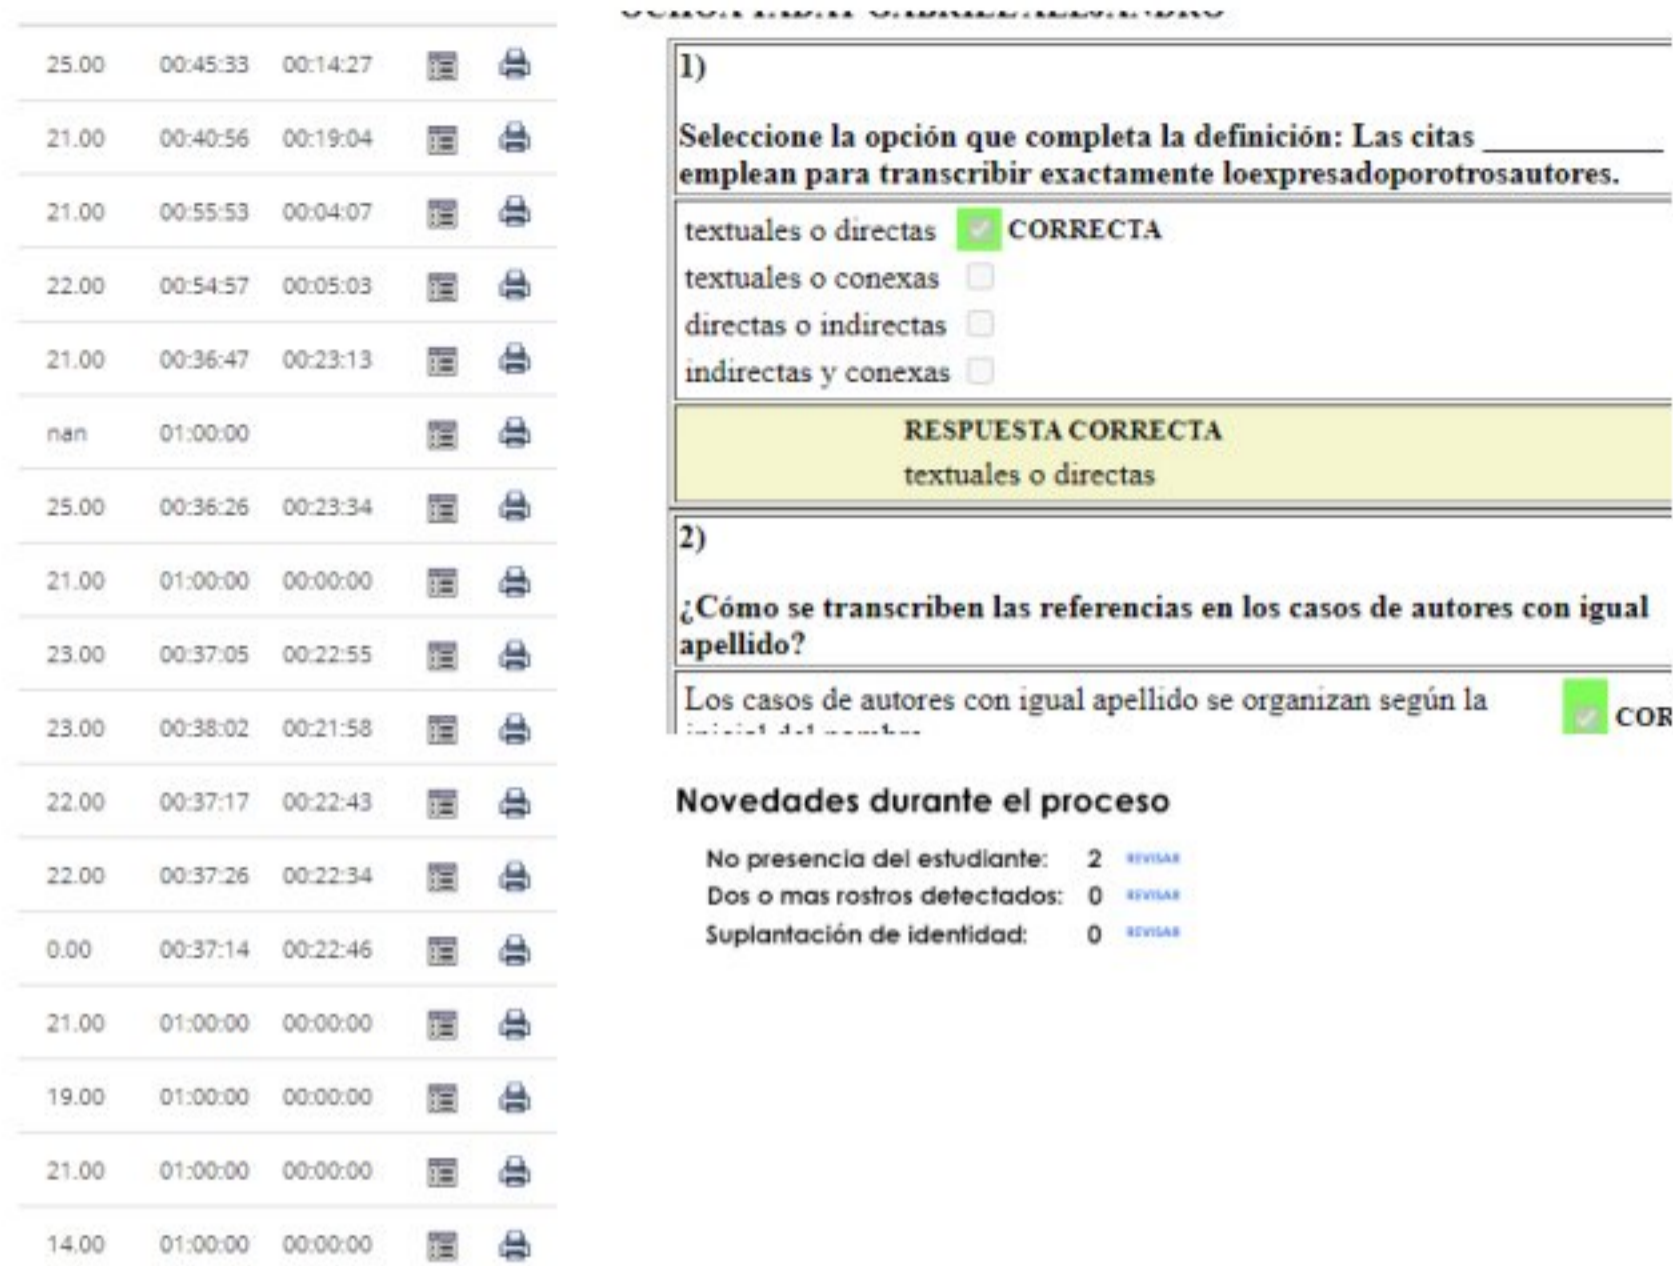 25.00 00:45:33 00:14:27
21.00 00:40:56 00:19:04
21.00 00:55:53 00:04:07
22.00 00:54:57 00:05:03
21.00 00:36:47 00:23:13
nan 01:00:00
25.00 00:36:26 00:23:34
21.00 01:00:00 00:00:00
23.00 00:37:05 00:22:55
23.00 00:38:02 00:21:58
22.00 00:37:17 00:22:43
22.00 00:37:26 00:22:34
0.00 00:37:14 00:22:46
21.00 01:00:00 00:00:00
19.00 01:00:00 00:00:00
21.00 01:00:00 00:00:00
14.00 01:00:00 00:00:00
GABRIEL ALEJANDRO
1)
Seleccione la opción que completa la definición: Las citas ____________
emplean para transcribir exactamente loexpresadoporotrosautores.
textuales o directas CORRECTA
textuales o conexas
directas o indirectas
indirectas y conexas
RESPUESTA CORRECTA
textuales o directas
2)
¿Cómo se transcriben las referencias en los casos de autores con igual
apellido?
Los casos de autores con igual apellido se organizan según la COR
inicial del nombre
Novedades durante el proceso
No presencia del estudiante: 2 REVISAR
Dos o mas rostros detectados: 0 REVISAR
Suplantación de identidad: 0 REVISAR